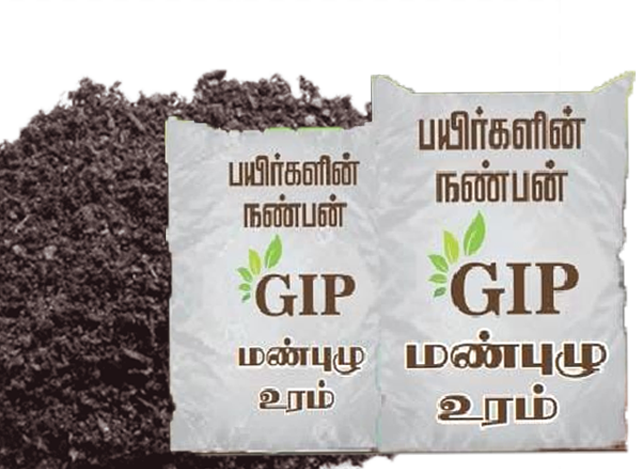 பயிர்களின்
நண்பன்
GIP
மண்புழு
உரம்
பயிர்களின்
நண்பன்
GIP
மண்புழு
உரம்